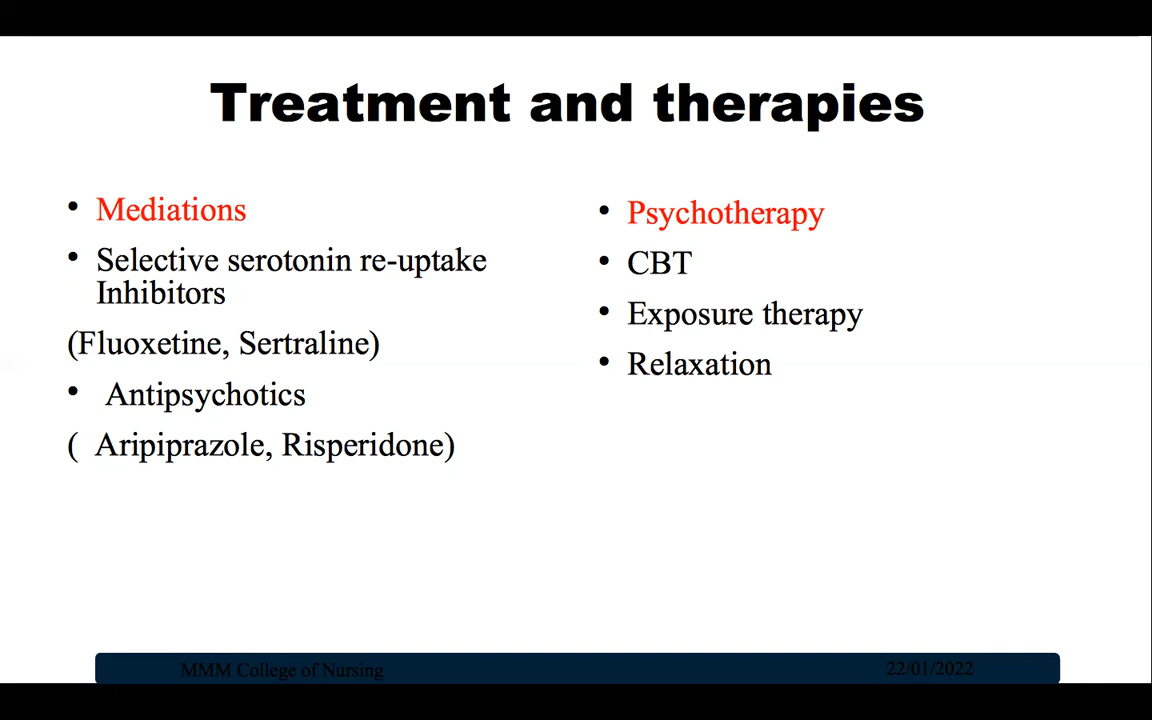 Treatment and therapies
• Mediations
• Selective serotonin re-uptake
Inhibitors
(Fluoxetine, Sertraline)
• Antipsychotics
( Aripiprazole, Risperidone)
• Psychotherapy
• CBT
• Exposure therapy
• Relaxation
MMM College of Nursing
22/01/2022